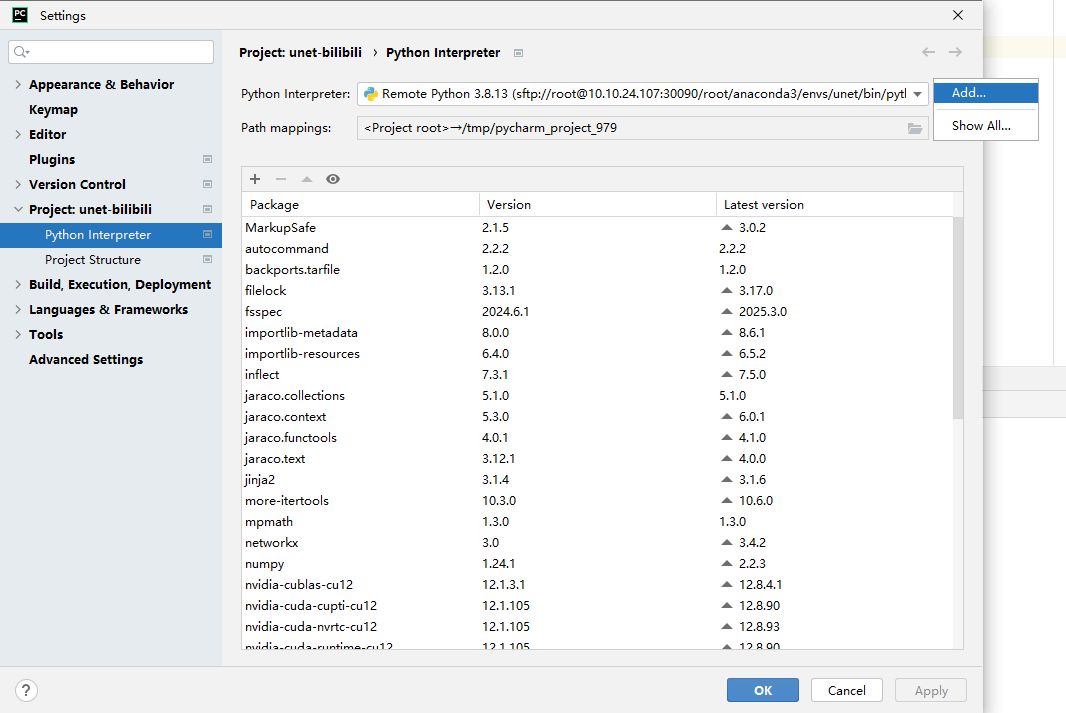 PC Settings
Project: unet-bilibili › Python Interpreter
Appearance & Behavior
Keymap
Editor
Plugins
Version Control
Project: unet-bilibili
Python Interpreter
Project Structure
Build, Execution, Deployment
Languages & Frameworks
Tools
Advanced Settings
Python Interpreter: Remote Python 3.8.13 (sftp://root@10.10.24.107:30090/root/anaconda3/envs/unet/bin/pyt
Add...
Show All...
Path mappings: <Project root>→/tmp/pycharm_project_979
Package Version Latest version
MarkupSafe 2.1.5 3.0.2
autocommand 2.2.2 2.2.2
backports.tarfile 1.2.0 1.2.0
filelock 3.13.1 3.17.0
fsspec 2024.6.1 2025.3.0
importlib-metadata 8.0.0 8.6.1
importlib-resources 6.4.0 6.5.2
inflect 7.3.1 7.5.0
jaraco.collections 5.1.0 5.1.0
jaraco.context 5.3.0 6.0.1
jaraco.functools 4.0.1 4.1.0
jaraco.text 3.12.1 4.0.0
jinja2 3.1.4 3.1.6
more-itertools 10.3.0 10.6.0
mpmath 1.3.0 1.3.0
networkx 3.0 3.4.2
numpy 1.24.1 2.2.3
nvidia-cublas-cu12 12.1.3.1 12.8.4.1
nvidia-cuda-cupti-cu12 12.1.105 12.8.90
nvidia-cuda-nvrtc-cu12 12.1.105 12.8.93
nvidia-cuda-runtime-cu12 12.1.105 12.8.90
? OK Cancel Apply